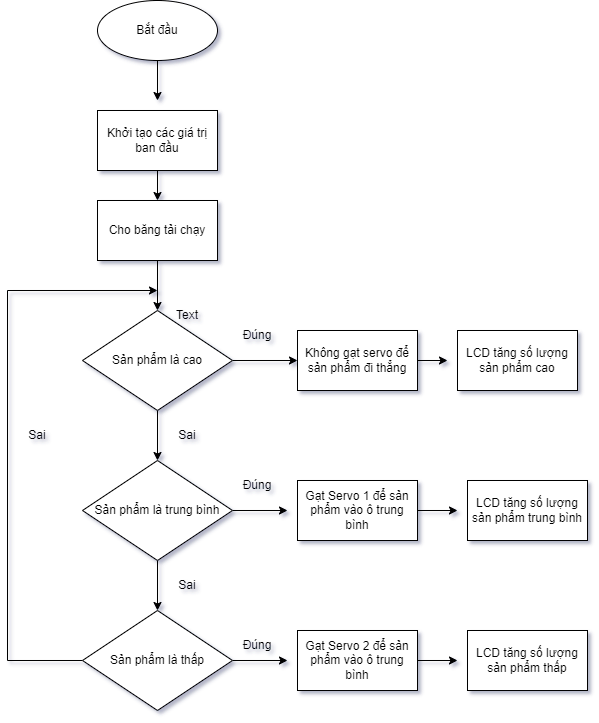 Bắt đầu
Khởi tạo các giá trị
ban đầu
Cho băng tải chạy
Text
Sản phẩm là cao
Đúng
Không gạt servo để
sản phẩm đi thẳng
LCD tăng số lượng
sản phẩm cao
Sai
Sai
Sản phẩm là trung bình
Đúng
Gạt Servo 1 để sản
phẩm vào ô trung
bình
LCD tăng số lượng
sản phẩm trung bình
Sai
Sản phẩm là thấp
Đúng
Gạt Servo 2 để sản
phẩm vào ô trung
bình
LCD tăng số lượng
sản phẩm thấp